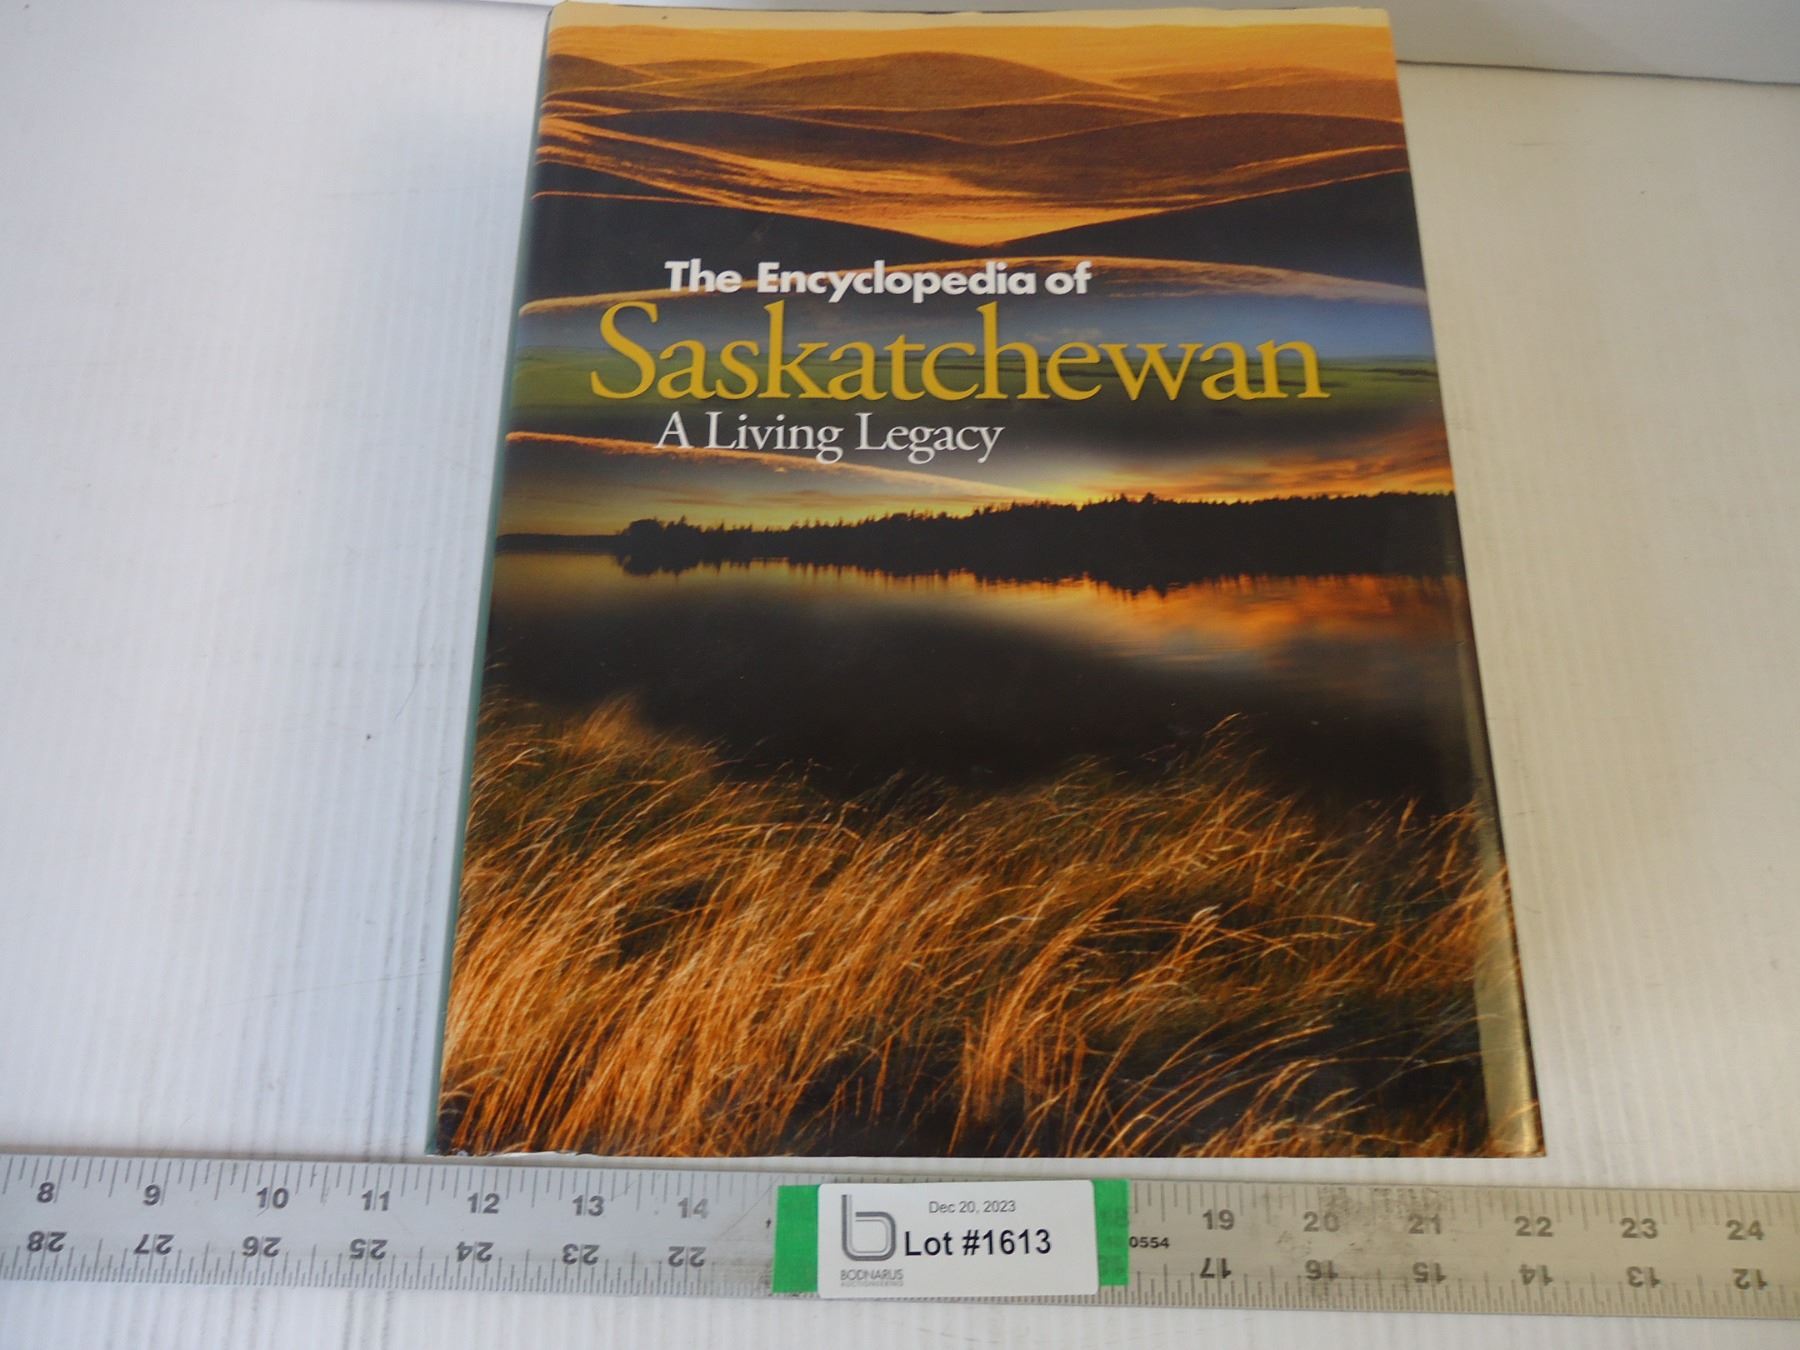 The Encyclopedia of
Saskatchewan
A Living Legacy
8 9 10 11 12 13 14 19 20 21 22 23 24
28 27 26 25 24 23 22 17 16 15 14 13 12
0554
Dec 20, 2023
Lot #1613
BODNARUS
AUCTIONEERING